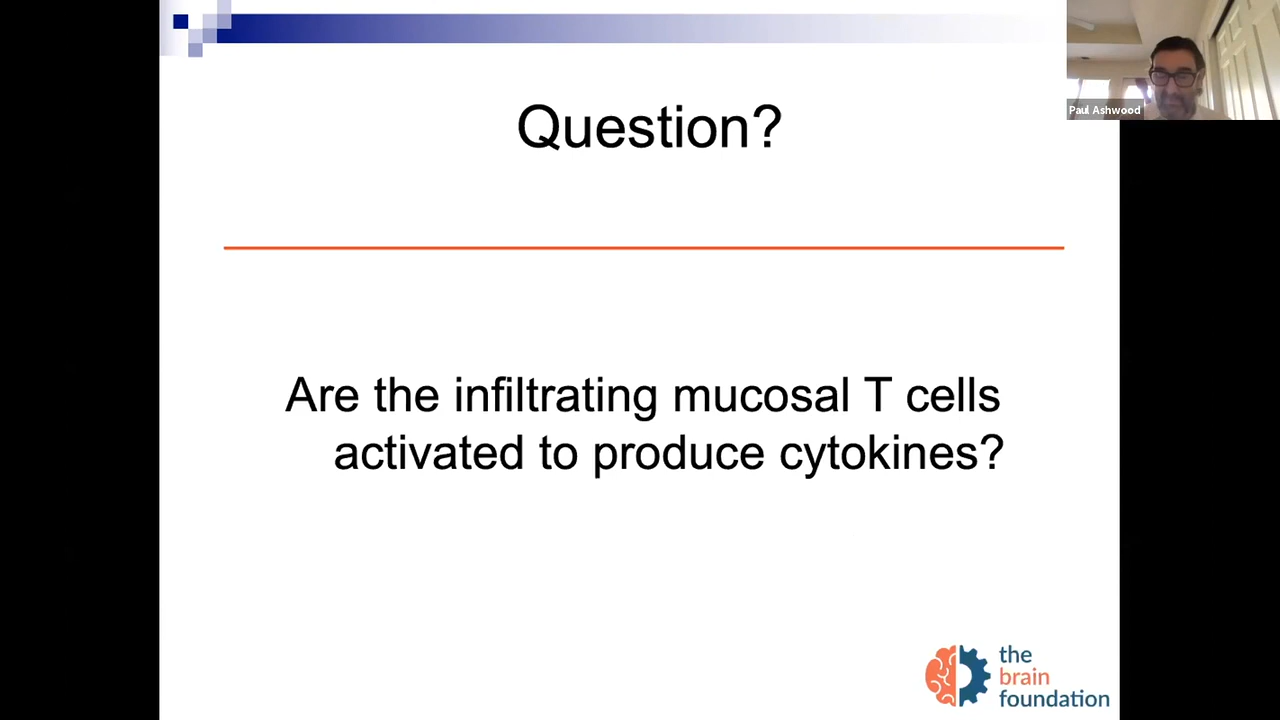 Paul Ashwood
Question?
Are the infiltrating mucosal T cells
activated to produce cytokines?
the
brain
foundation